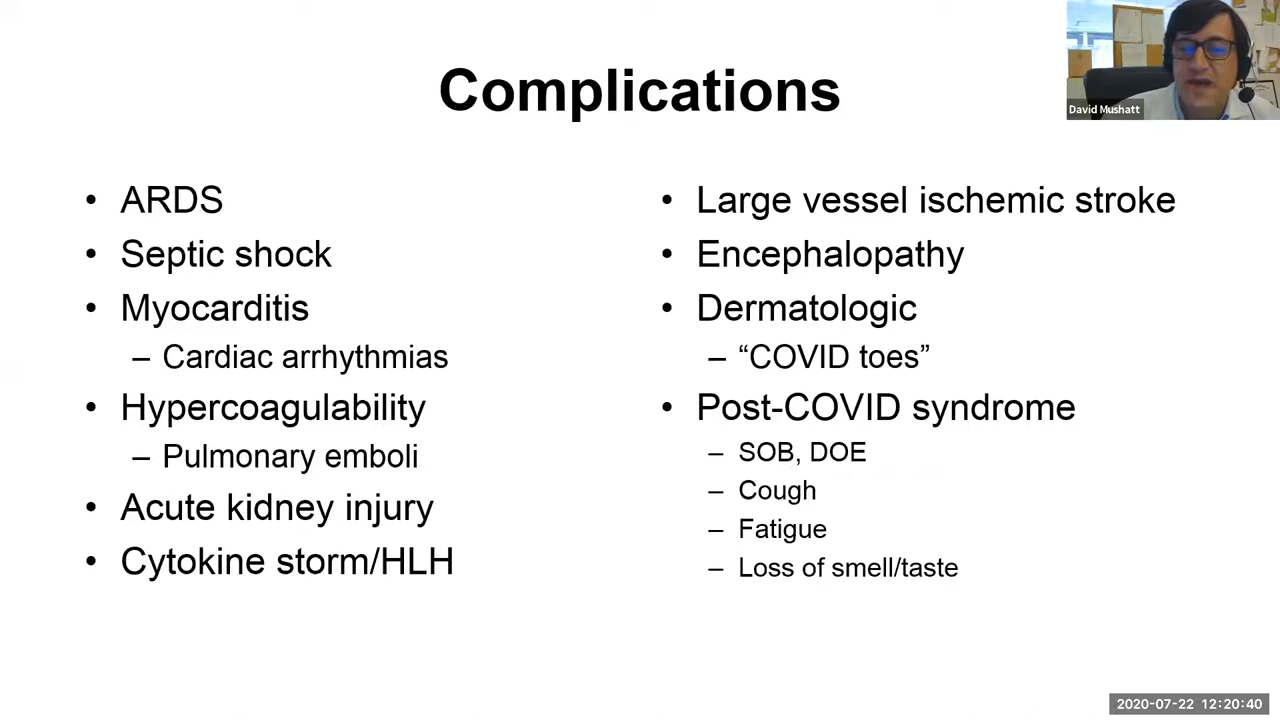 Complications
David Mushatt
• ARDS
• Septic shock
• Myocarditis
– Cardiac arrhythmias
• Hypercoagulability
– Pulmonary emboli
• Acute kidney injury
• Cytokine storm/HLH
• Large vessel ischemic stroke
• Encephalopathy
• Dermatologic
– “COVID toes”
• Post-COVID syndrome
– SOB, DOE
– Cough
– Fatigue
– Loss of smell/taste
2020-07-22 12:20:40